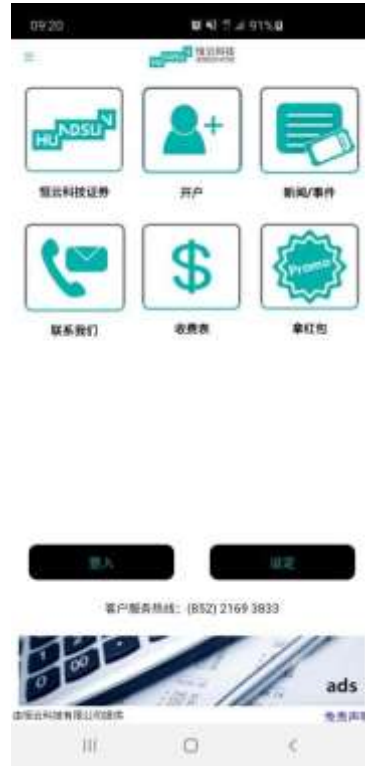 09:20 91%
恒云科技
HUNDSUN
恒云科技证券 开户 新闻/事件
Promo
联系我们 收费表 拿红包
登入 设定
客户服务热线: (852) 2169 3833
ads
由恒云科技有限公司提供 免责声明